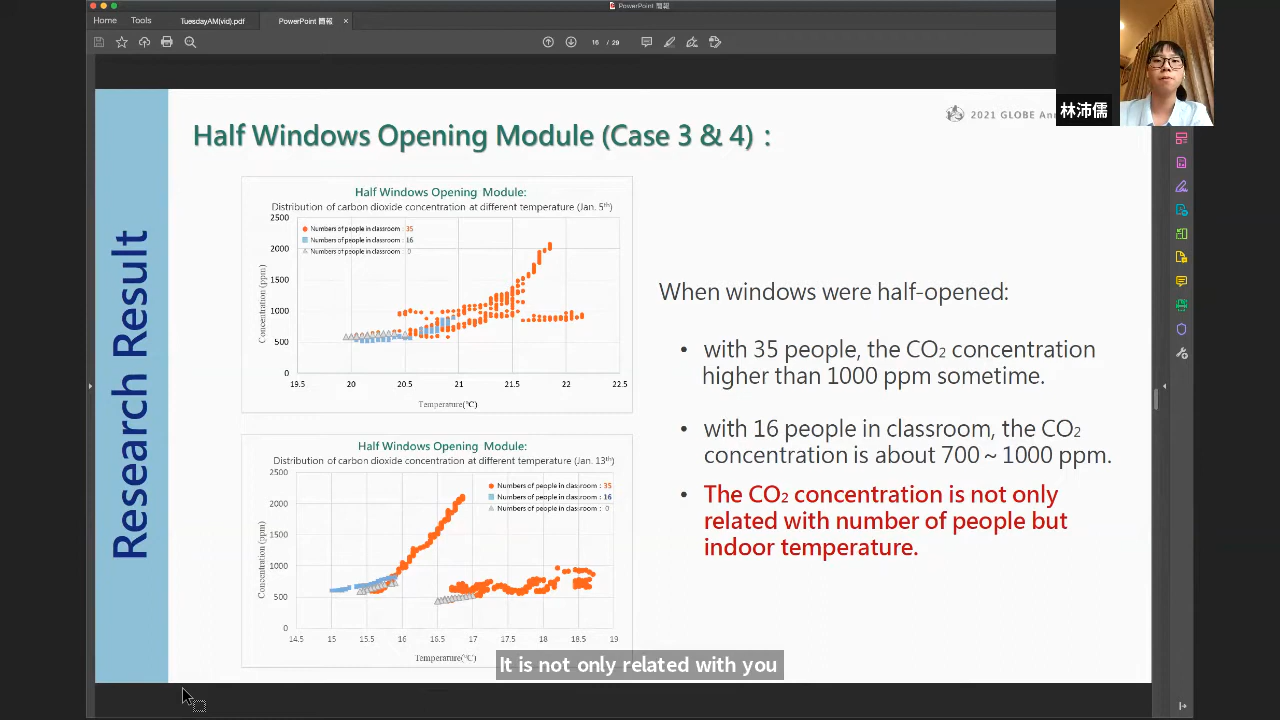 PowerPoint 簡報
Home
Tools
TuesdayAM(vid).pdf
PowerPoint 簡報
×
16 / 29
林沛儒
2021 GLOBE An
Half Windows Opening Module (Case 3 & 4) :
Research Result
Half Windows Opening Module:
Distribution of carbon dioxide concentration at different temperature (Jan. 5th)
Numbers of people in classroom : 35
Numbers of people in classroom : 16
Numbers of people in classroom : 0
Concentration (ppm)
2500
2000
1500
1000
500
0
19.5 20 20.5 21 21.5 22 22.5
Temperature(°C)
Half Windows Opening Module:
Distribution of carbon dioxide concentration at different temperature (Jan. 13th)
Numbers of people in classroom : 35
Numbers of people in classroom : 16
Numbers of people in classroom : 0
Concentration (ppm)
2500
2000
1500
1000
500
0
14.5 15 15.5 16 16.5 17 17.5 18 18.5 19
Temperature(°C)
When windows were half-opened:
• with 35 people, the CO₂ concentration
higher than 1000 ppm sometime.
• with 16 people in classroom, the CO₂
concentration is about 700 ~ 1000 ppm.
• The CO₂ concentration is not only
related with number of people but
indoor temperature.
It is not only related with you